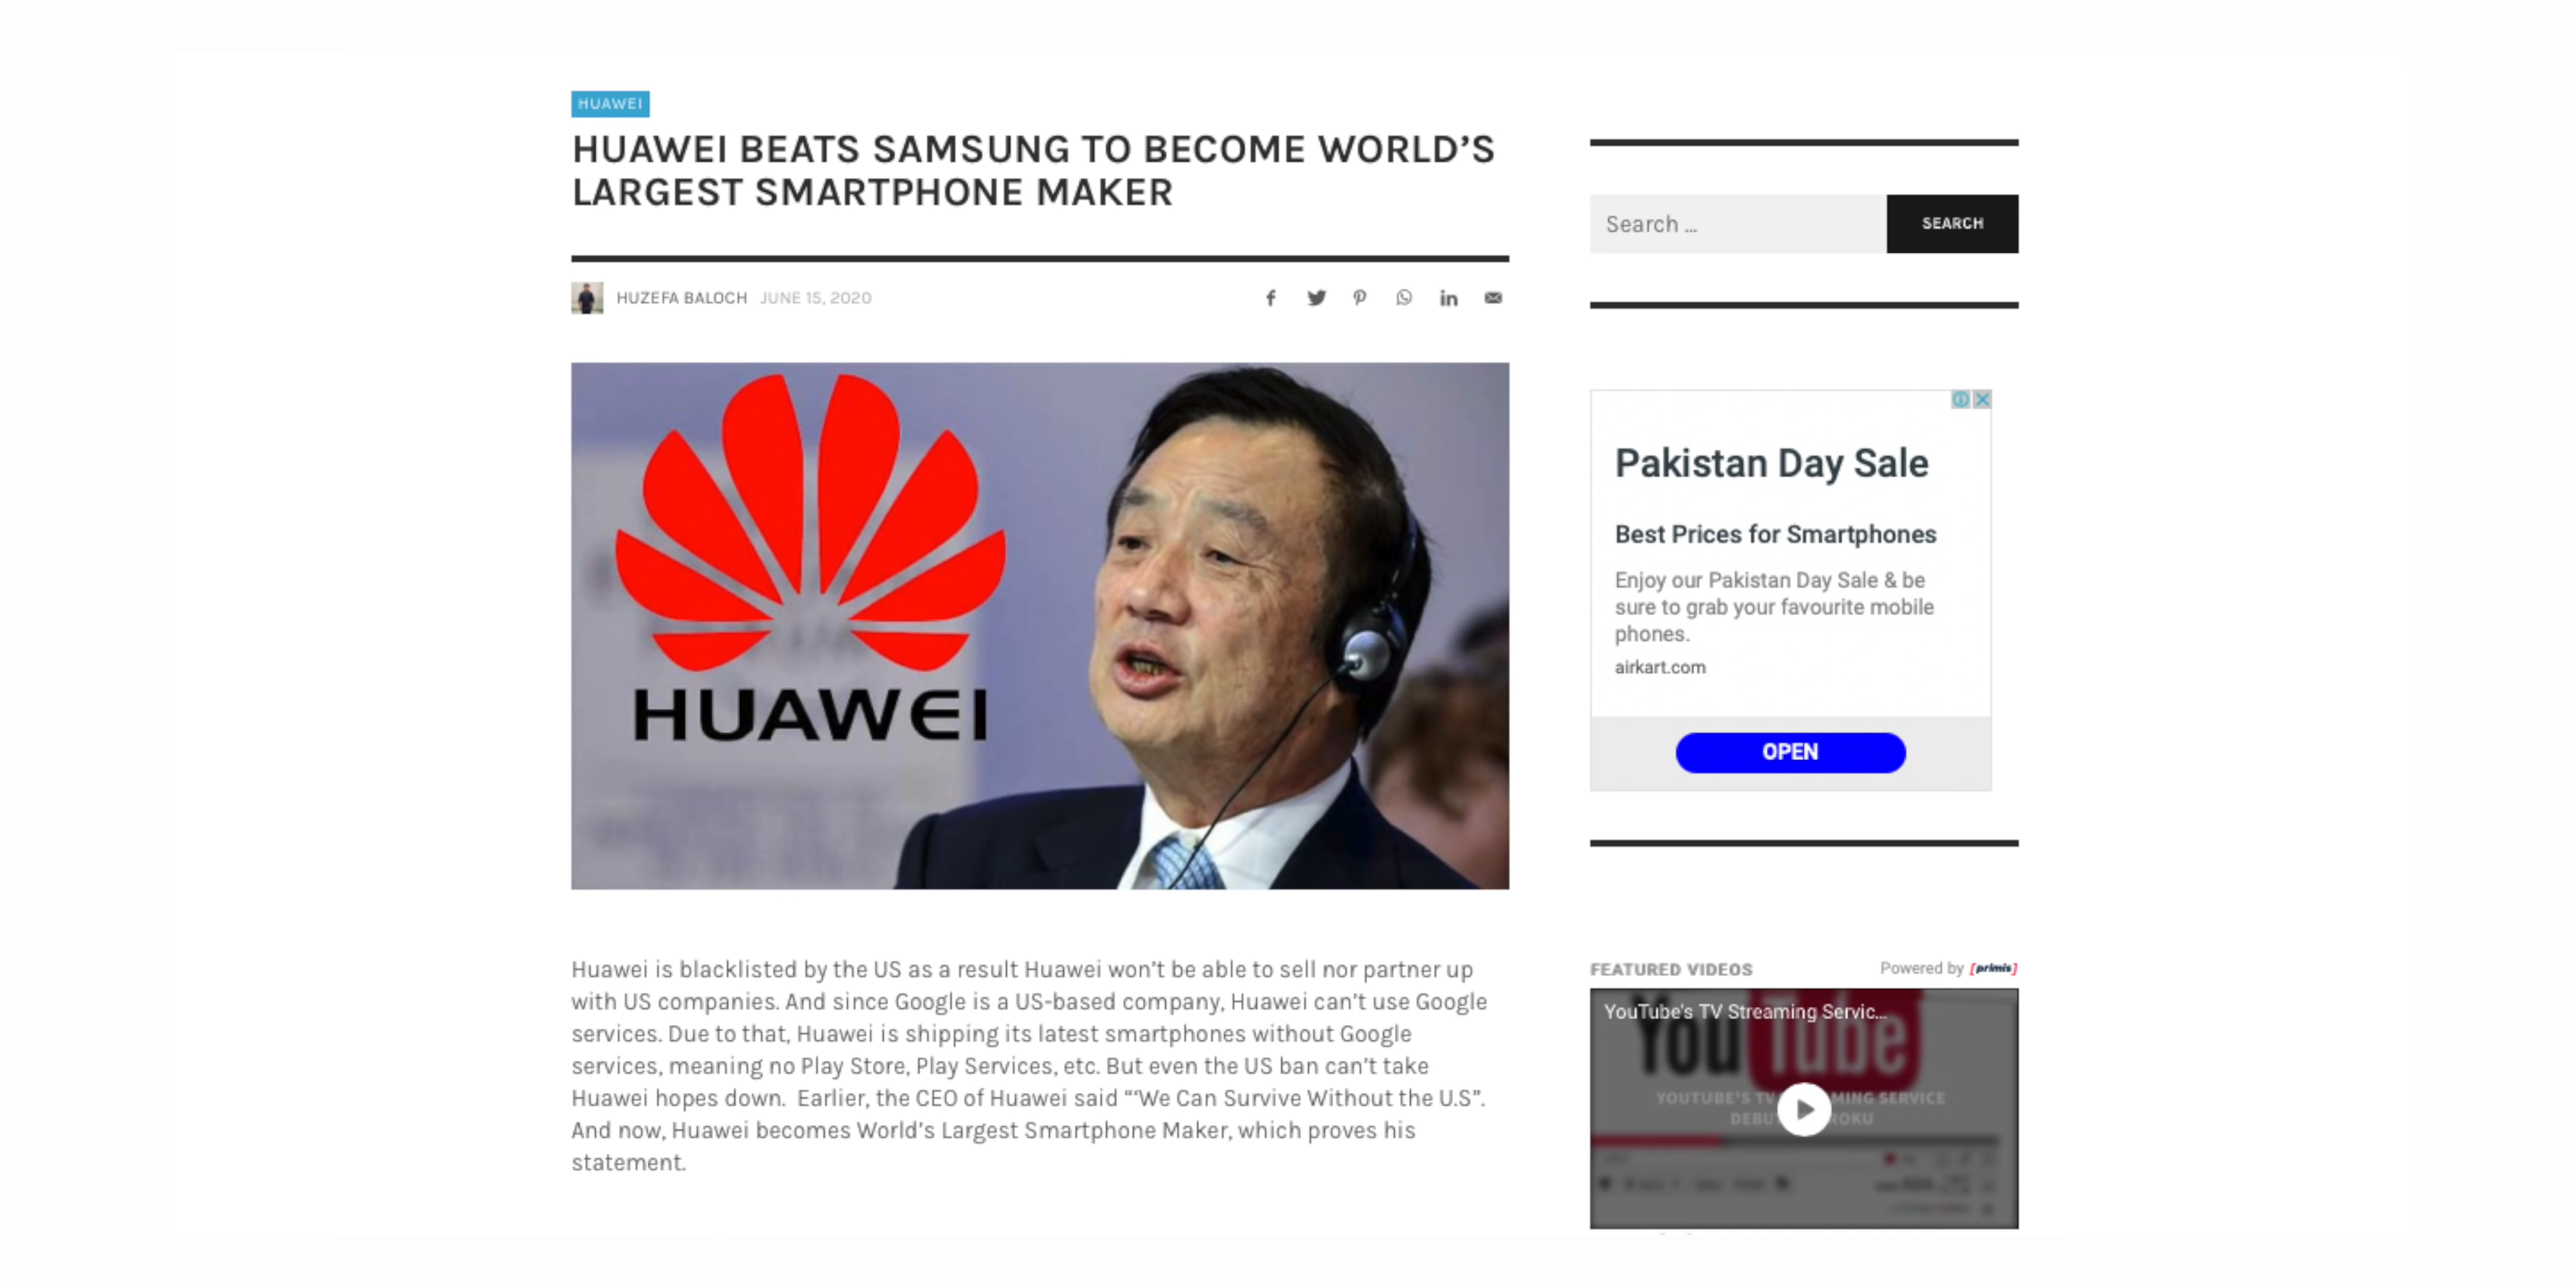 HUAWEI
HUAWEI BEATS SAMSUNG TO BECOME WORLD'S
LARGEST SMARTPHONE MAKER
HUZEFA BALOCH JUNE 15, 2020
HUAWEI
Huawei is blacklisted by the US as a result Huawei won't be able to sell nor partner up
with US companies. And since Google is a US-based company, Huawei can't use Google
services. Due to that, Huawei is shipping its latest smartphones without Google
services, meaning no Play Store, Play Services, etc. But even the US ban can't take
Huawei hopes down.  Earlier, the CEO of Huawei said "'We Can Survive Without the U.S".
And now, Huawei becomes World's Largest Smartphone Maker, which proves his
statement.
Search ...
SEARCH
Pakistan Day Sale
Best Prices for Smartphones
Enjoy our Pakistan Day Sale & be
sure to grab your favourite mobile
phones.
airkart.com
OPEN
FEATURED VIDEOS Powered by [primis]
YouTube's TV Streaming Servic...
YouTube
YOUTUBE'S TV SERVICE